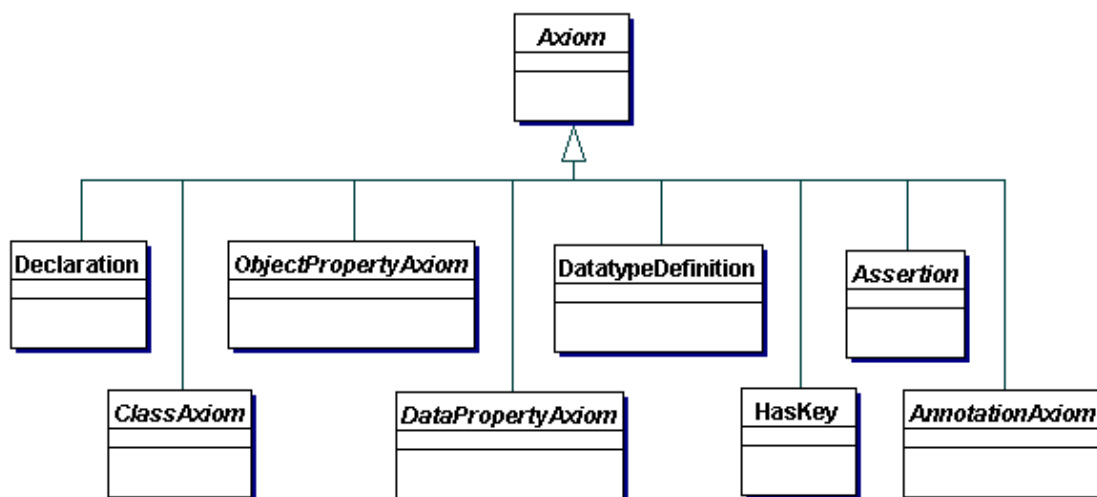 Axiom
Declaration
ObjectPropertyAxiom
DatatypeDefinition
Assertion
ClassAxiom
DataPropertyAxiom
HasKey
AnnotationAxiom